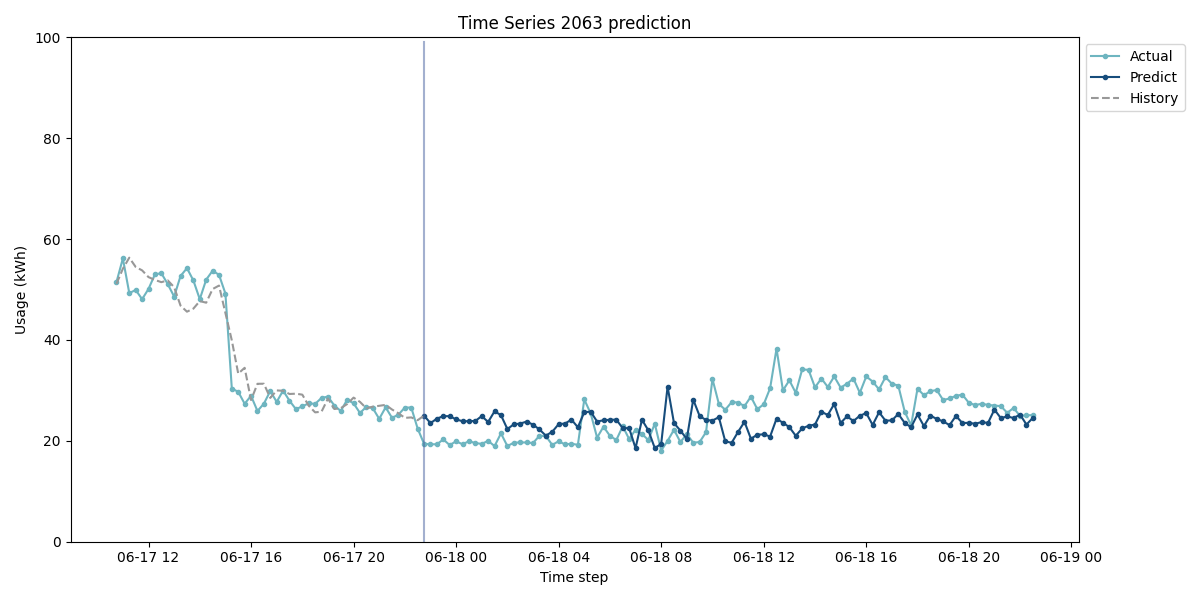 Time Series 2063 prediction
Usage (kWh)
100
80
60
40
20
0
06-17 12
06-17 16
06-17 20
06-18 00
06-18 04
06-18 08
06-18 12
06-18 16
06-18 20
06-19 00
Time step
Actual
Predict
History